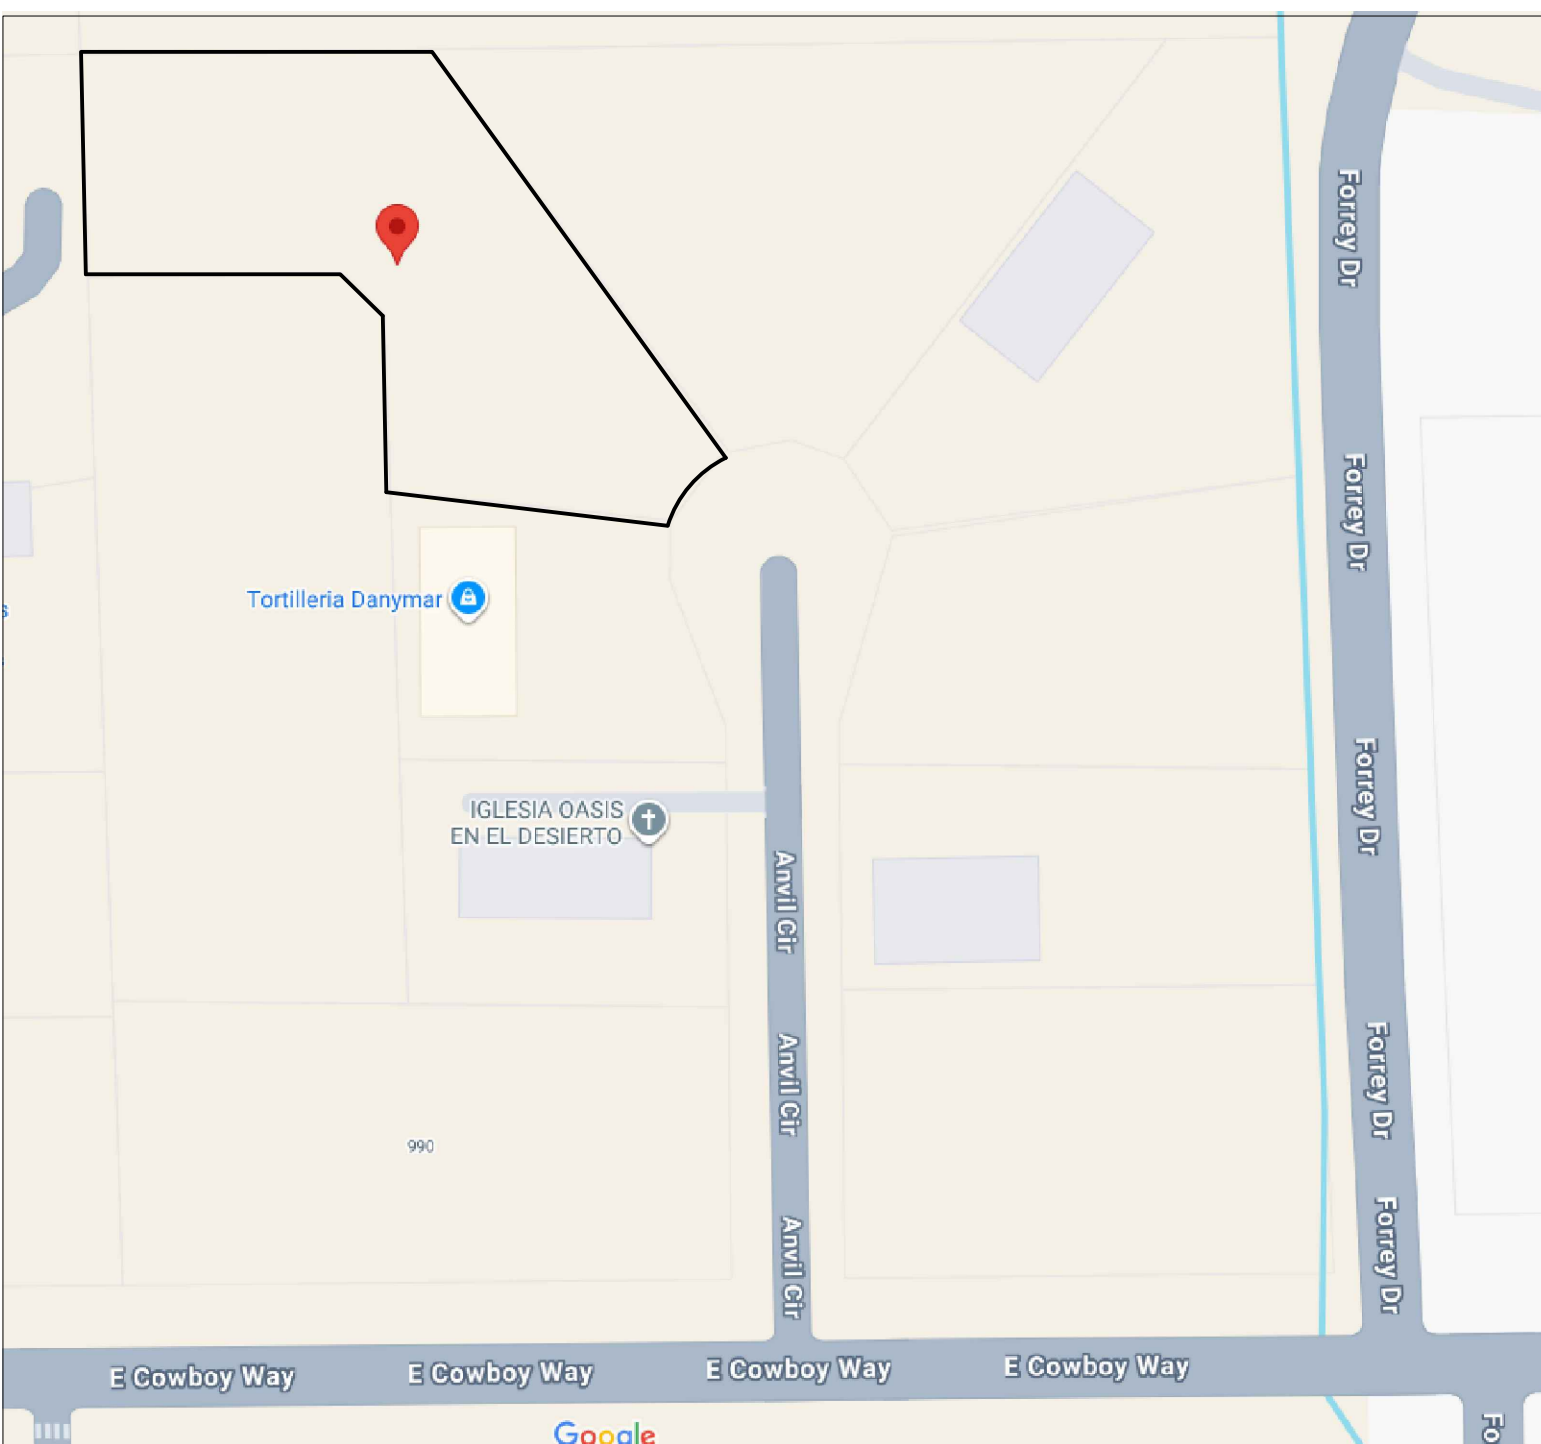 Forrey Dr
Forrey Dr
Tortilleria Danymar
s
Forrey Dr
IGLESIA OASIS
EN EL DESIERTO
Anvil Cir
Anvil Cir
Forrey Dr
990
Anvil Cir
Forrey Dr
E Cowboy Way
E Cowboy Way
E Cowboy Way
E Cowboy Way
Fo
Google